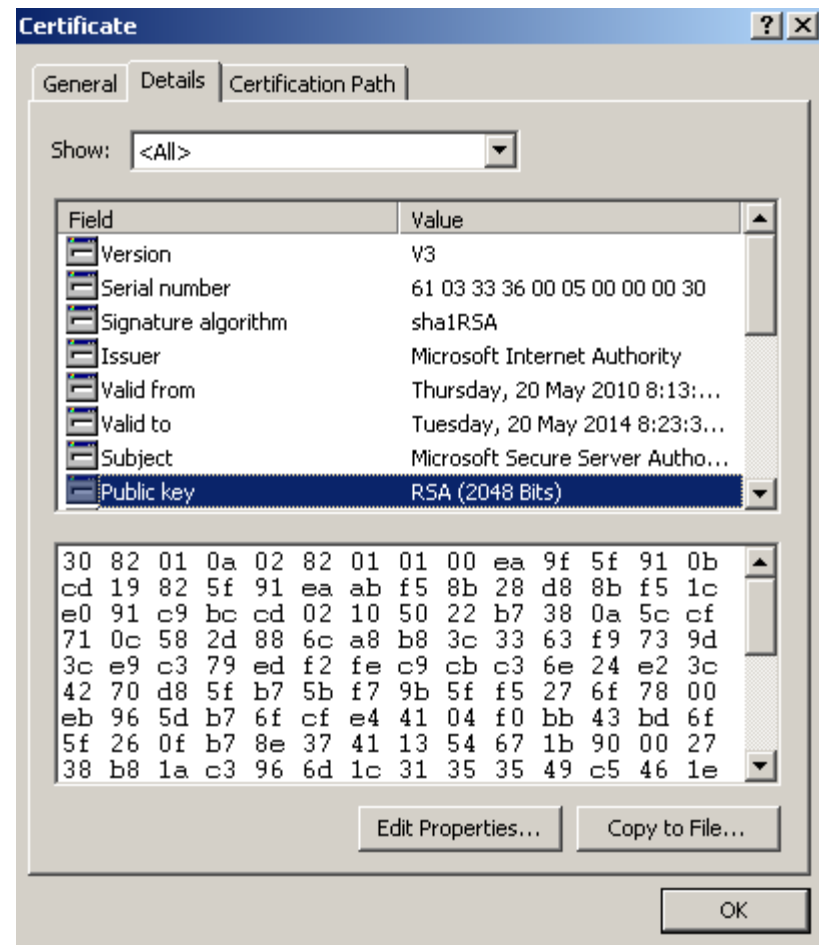 Certificate
General Details Certification Path
Show: <All>
Field Value
Version V3
Serial number 61 03 33 36 00 05 00 00 00 30
Signature algorithm sha1RSA
Issuer Microsoft Internet Authority
Valid from Thursday, 20 May 2010 8:13:...
Valid to Tuesday, 20 May 2014 8:23:3...
Subject Microsoft Secure Server Autho...
Public key RSA (2048 Bits)
30 82 01 0a 02 82 01 01 00 ea 9f 5f 91 0b
cd 19 82 5f 91 ea ab f5 8b 28 d8 8b f5 1c
e0 91 c9 bc cd 02 10 50 22 b7 38 0a 5c cf
71 0c 58 2d 88 6c a8 b8 3c 33 63 f9 73 9d
3c e9 c3 79 ed f2 fe c9 cb c3 6e 24 e2 3c
42 70 d8 5f b7 5b f7 9b 5f f5 27 6f 78 00
eb 96 5d b7 6f cf e4 41 04 f0 bb 43 bd 6f
5f 26 0f b7 8e 37 41 13 54 67 1b 90 00 27
38 b8 1a c3 96 6d 1c 31 35 35 49 c5 46 1e
Edit Properties... Copy to File...
OK